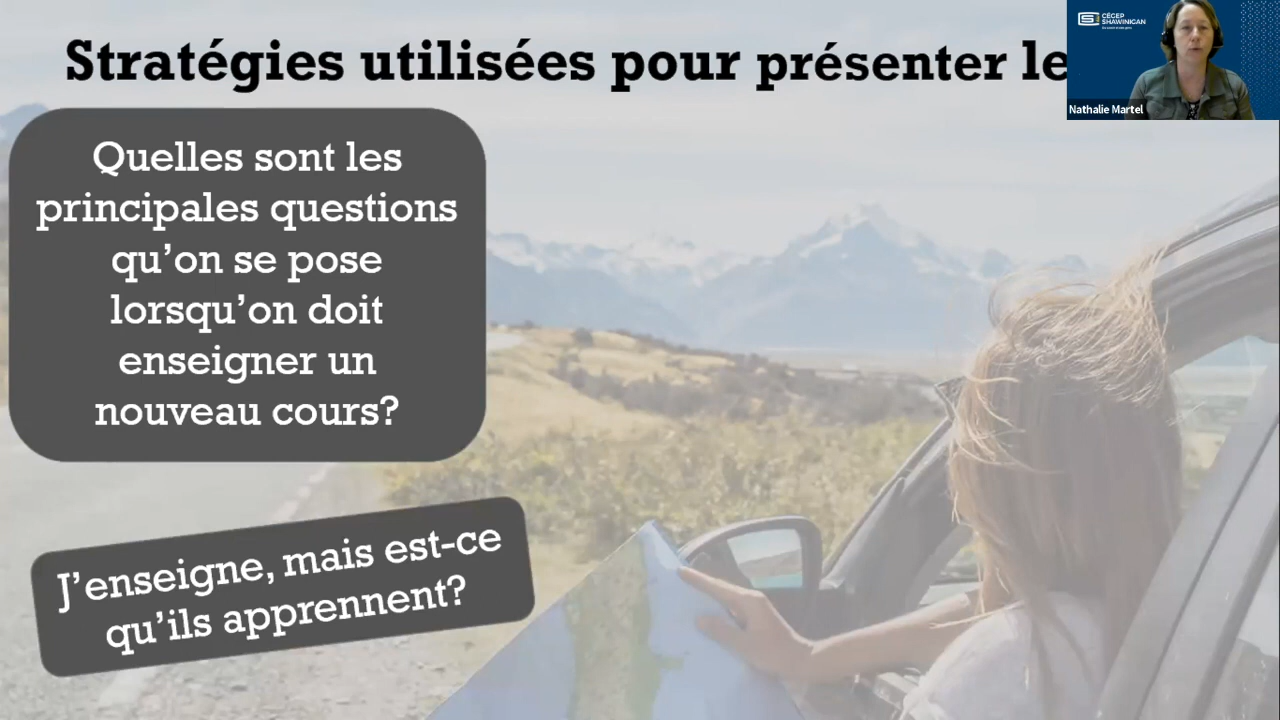 Stratégies utilisées pour présenter le
CÉGEP
SHAWINIGAN
Nathalie Martel
Quelles sont les
principales questions
qu’on se pose
lorsqu’on doit
enseigner un
nouveau cours?
J’enseigne, mais est-ce
qu’ils apprennent?